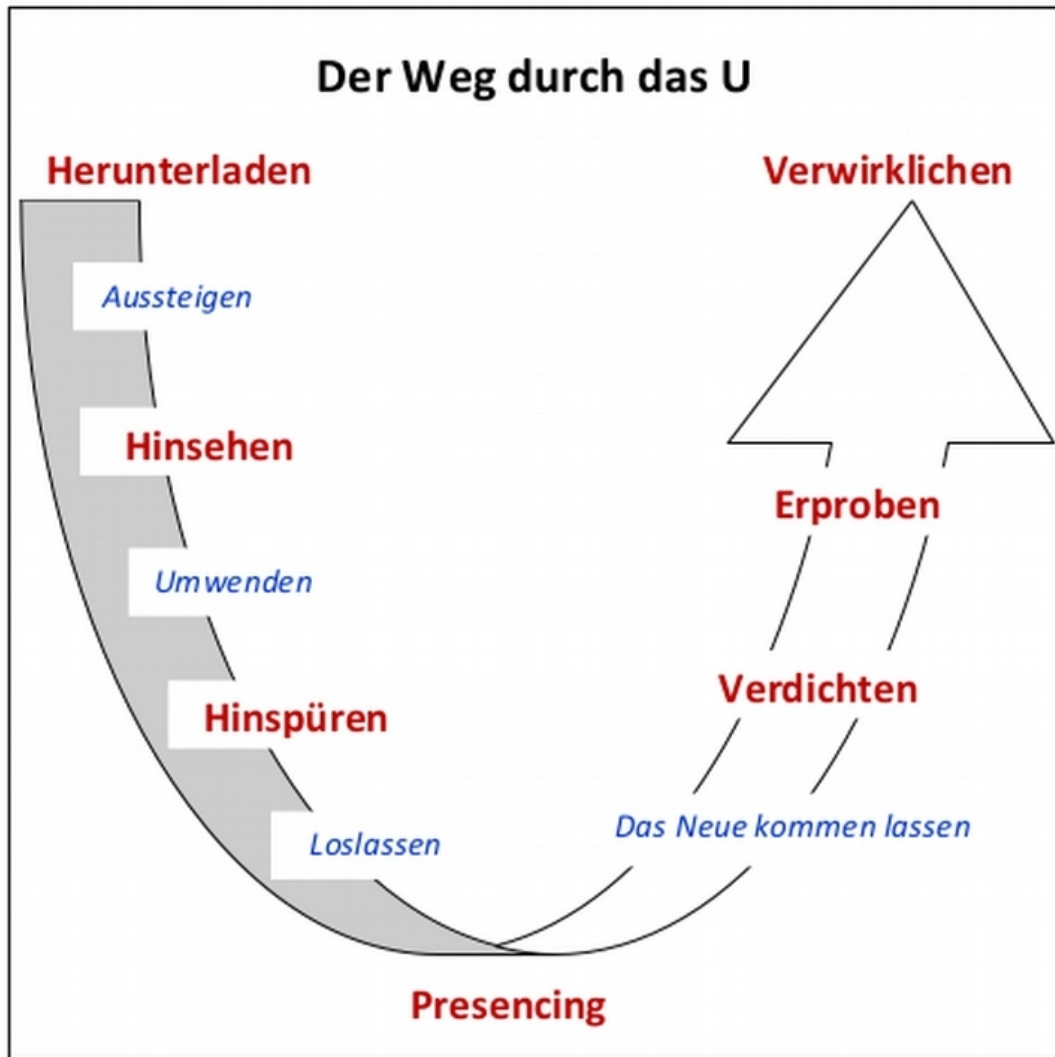 Der Weg durch das U
Herunterladen
Verwirklichen
Aussteigen
Hinsehen
Erproben
Umwenden
Verdichten
Hinspüren
Das Neue kommen lassen
Loslassen
Presencing